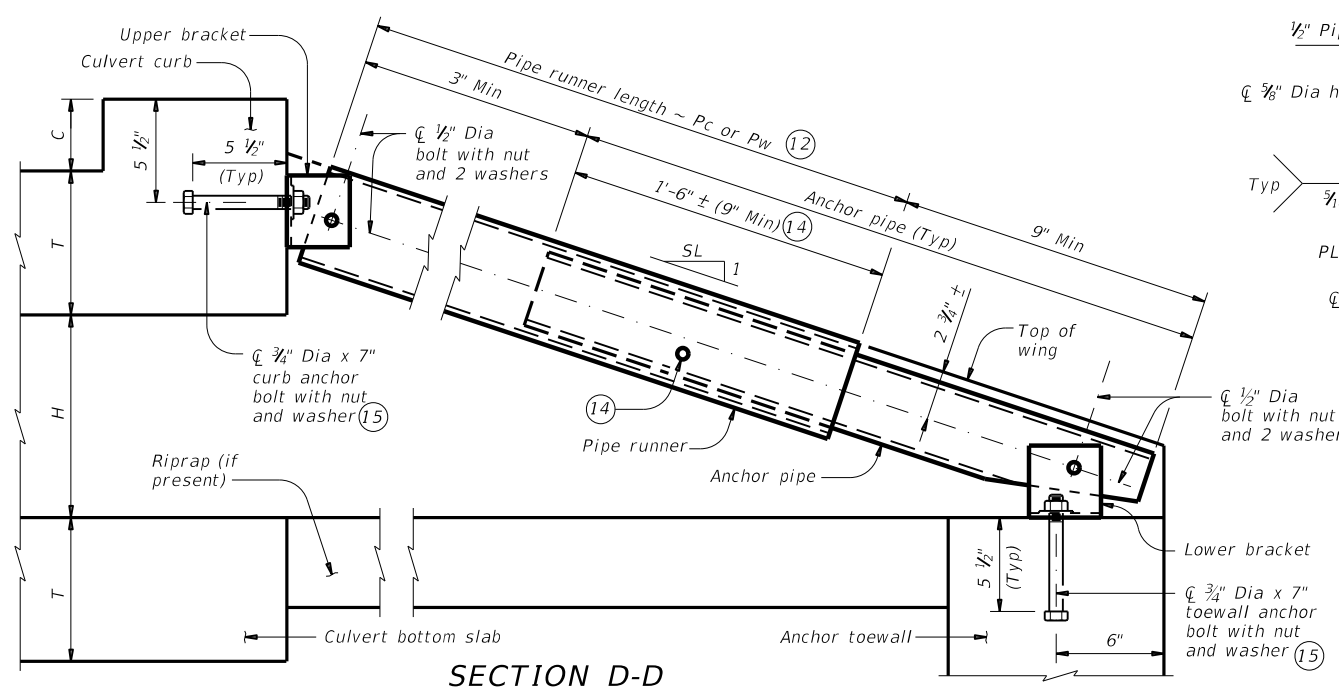 Upper bracket
Culvert curb
C
5 ½"
5 ½"
(Typ)
T
H
T
Pipe runner length ~ Pc or Pw 12
3" Min
℄ ½" Dia
bolt with nut
and 2 washers
1'-6" ± (9" Min) 14
Anchor pipe (Typ)
9" Min
SL
1
2 ¾" ±
Top of
wing
℄ ¾" Dia x 7"
curb anchor
bolt with nut
and washer 15
14
Pipe runner
Anchor pipe
Riprap (if
present)
℄ ½" Dia
bolt with nut
and 2 washer
Lower bracket
5 ½"
(Typ)
℄ ¾" Dia x 7"
toewall anchor
bolt with nut
and washer 15
6"
Culvert bottom slab
Anchor toewall
SECTION D-D
½" Pip
℄ ⅝" Dia h
Typ
5/1
PL
℄